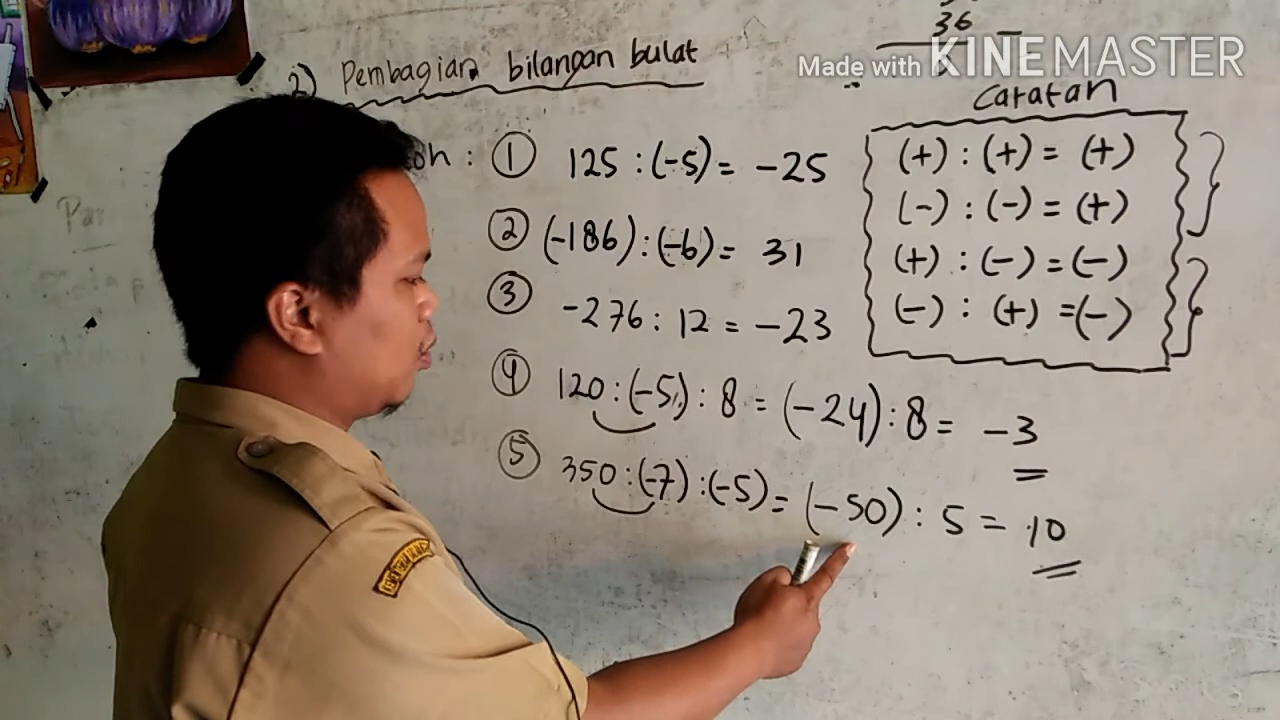 36
Made with KINEMASTER
2) Pembagian bilangan bulat
Catatan
(+) : (+) = (+)
(-) : (-) = (+)
(+) : (-) = (-)
(-) : (+) = (-)
① 125 : (-5) = -25
② (-186) : (-6) = 31
③ -276 : 12 = -23
④ 120 : (-5) : 8 = (-24) : 8 = -3
⑤ 350 : (-7) : (-5) = (-50) : 5 = 10